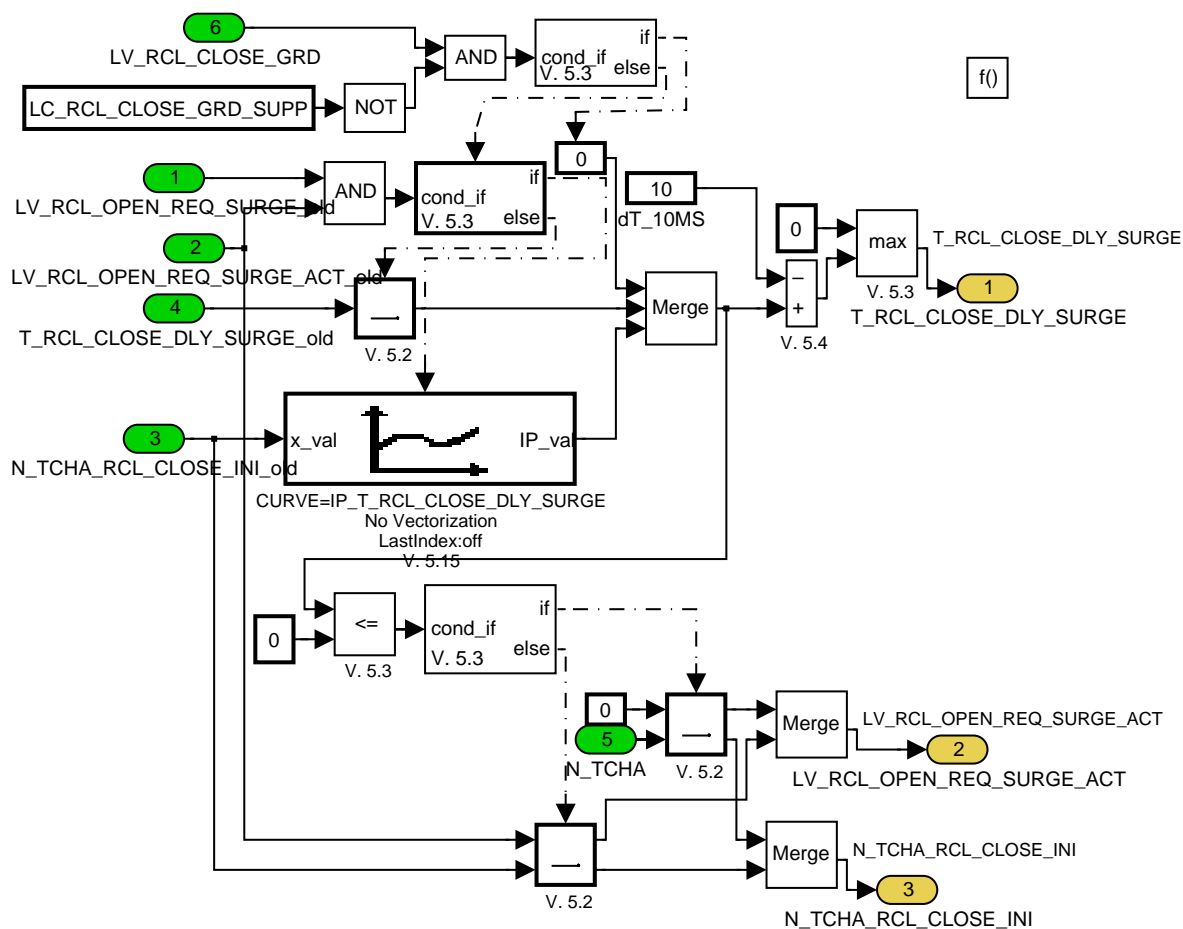 6
LV_RCL_CLOSE_GRD
LC_RCL_CLOSE_GRD_SUPP
NOT
AND
cond_if
V. 5.3
if
else
f()
1
LV_RCL_OPEN_REQ_SURGE_old
AND
cond_if
V. 5.3
if
else
0
10
dT_10MS
2
LV_RCL_OPEN_REQ_SURGE_ACT_old
4
T_RCL_CLOSE_DLY_SURGE_old
V. 5.2
Merge
0
−
+
V. 5.4
max
V. 5.3
T_RCL_CLOSE_DLY_SURGE
1
T_RCL_CLOSE_DLY_SURGE
3
N_TCHA_RCL_CLOSE_INI_old
x_val
IP_val
CURVE=IP_T_RCL_CLOSE_DLY_SURGE
No Vectorization
LastIndex:off
V. 5.15
0
<=
V. 5.3
cond_if
V. 5.3
if
else
0
5
N_TCHA
V. 5.2
Merge
LV_RCL_OPEN_REQ_SURGE_ACT
2
LV_RCL_OPEN_REQ_SURGE_ACT
V. 5.2
Merge
N_TCHA_RCL_CLOSE_INI
3
N_TCHA_RCL_CLOSE_INI